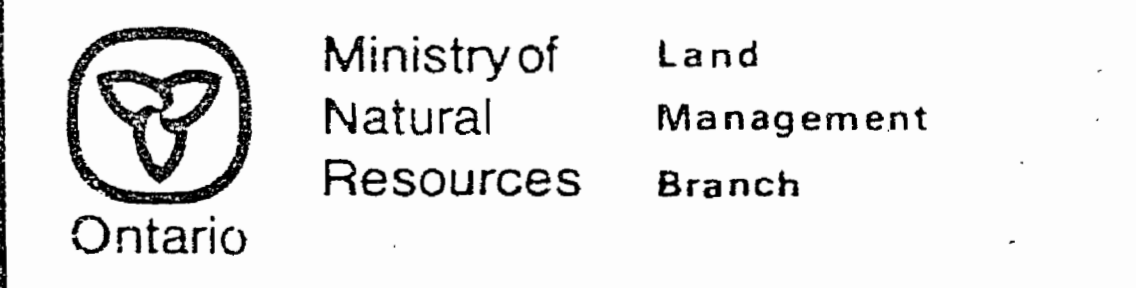 Ministry of
Natural
Resources
Land
Management
Branch
Ontario